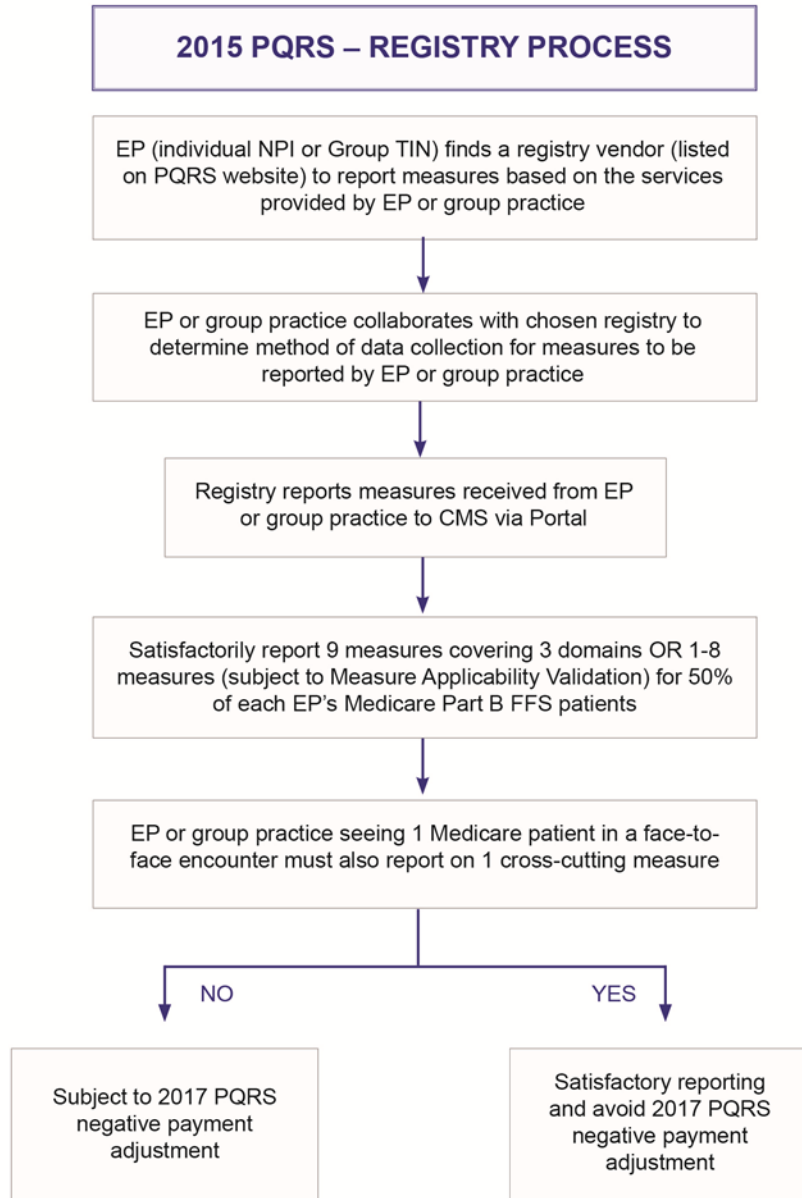 2015 PQRS – REGISTRY PROCESS
EP (individual NPI or Group TIN) finds a registry vendor (listed
on PQRS website) to report measures based on the services
provided by EP or group practice
EP or group practice collaborates with chosen registry to
determine method of data collection for measures to be
reported by EP or group practice
Registry reports measures received from EP
or group practice to CMS via Portal
Satisfactorily report 9 measures covering 3 domains OR 1-8
measures (subject to Measure Applicability Validation) for 50%
of each EP’s Medicare Part B FFS patients
EP or group practice seeing 1 Medicare patient in a face-to-
face encounter must also report on 1 cross-cutting measure
NO
YES
Subject to 2017 PQRS
negative payment
adjustment
Satisfactory reporting
and avoid 2017 PQRS
negative payment
adjustment